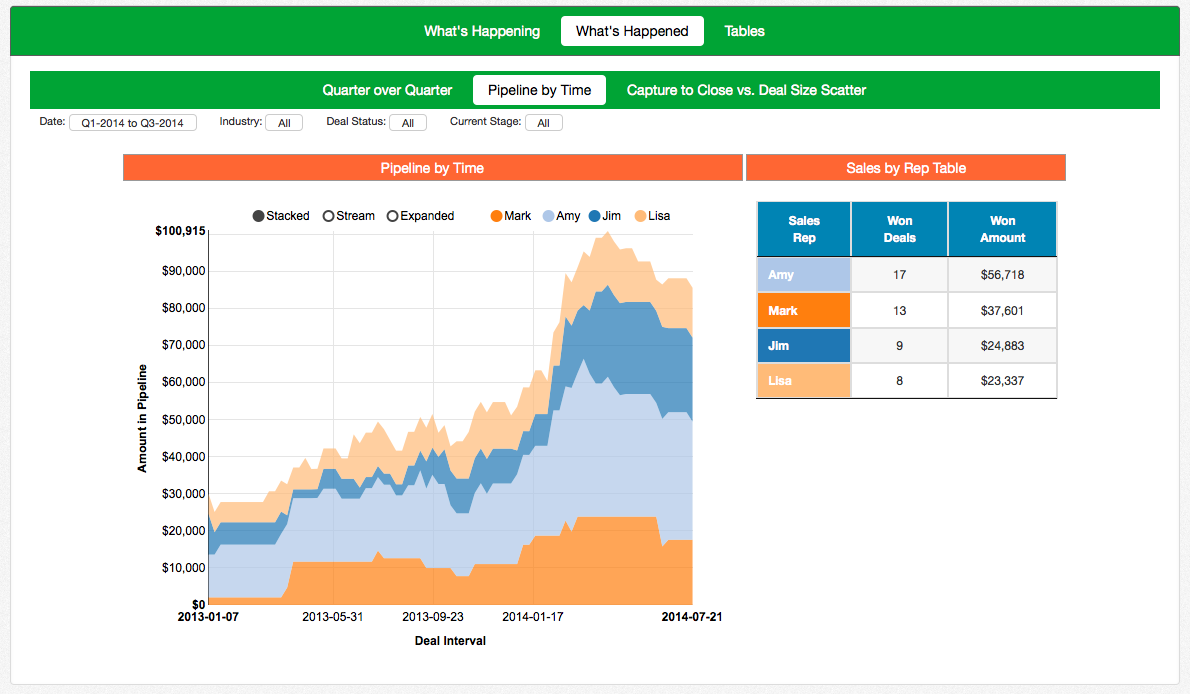 What's Happening What's Happened Tables
Quarter over Quarter Pipeline by Time Capture to Close vs. Deal Size Scatter
Date: Q1-2014 to Q3-2014 Industry: All Deal Status: All Current Stage: All
Pipeline by Time Sales by Rep Table
Stacked Stream Expanded Mark Amy Jim Lisa
$100,915
$90,000
$80,000
$70,000
$60,000
$50,000
$40,000
$30,000
$20,000
$10,000
$0
Amount in Pipeline
2013-01-07 2013-05-31 2013-09-23 2014-01-17 2014-07-21
Deal Interval
Sales Won Won
Rep Deals Amount
Amy 17 $56,718
Mark 13 $37,601
Jim 9 $24,883
Lisa 8 $23,337